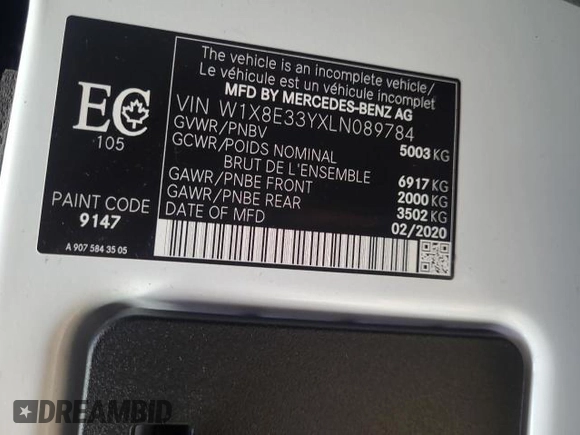 The vehicle is an incomplete vehicle/
Le véhicule est un véhicule incomplet
MFD BY MERCEDES-BENZ AG
VIN W1X8E33YXLN089784
GVWR/PNBV 5003 KG
GCWR/POIDS NOMINAL
BRUT DE L'ENSEMBLE 6917 KG
GAWR/PNBE FRONT 2000 KG
GAWR/PNBE REAR 3502 KG
DATE OF MFD 02/2020
EC
105
PAINT CODE
9147
A 907 584 35 05
DREAMBID